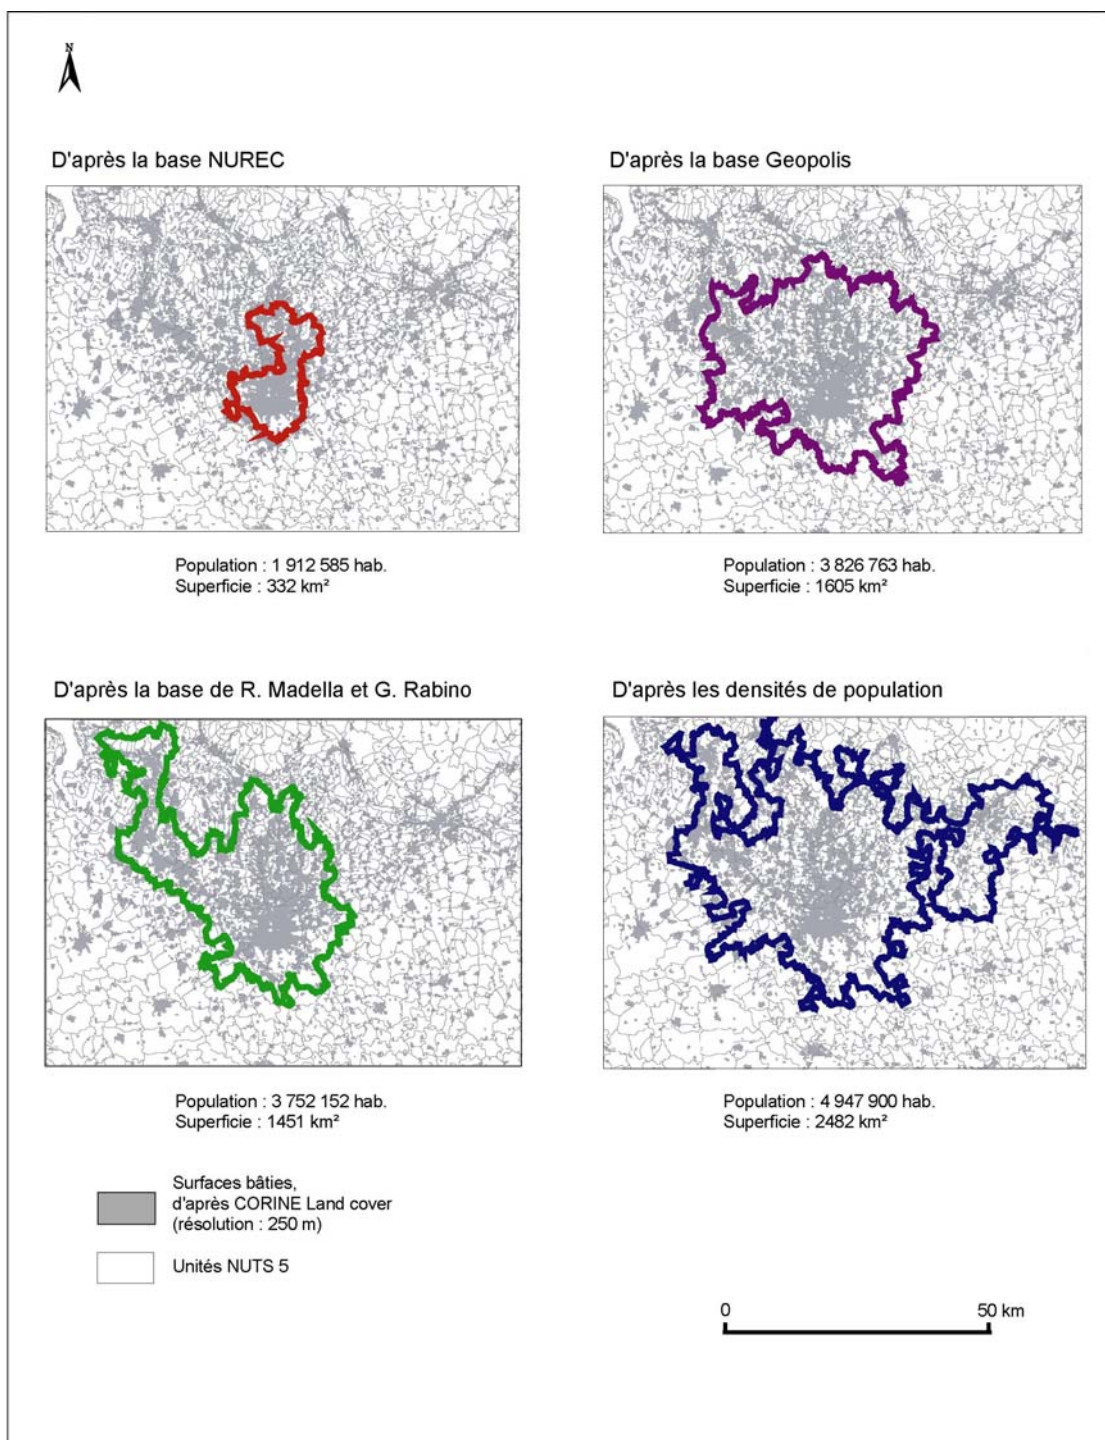 N
D'après la base NUREC
D'après la base Geopolis
Population : 1 912 585 hab.
Superficie : 332 km²
Population : 3 826 763 hab.
Superficie : 1605 km²
D'après la base de R. Madella et G. Rabino
D'après les densités de population
Population : 3 752 152 hab.
Superficie : 1451 km²
Population : 4 947 900 hab.
Superficie : 2482 km²
Surfaces bâties,
d'après CORINE Land cover
(résolution : 250 m)
Unités NUTS 5
0 50 km